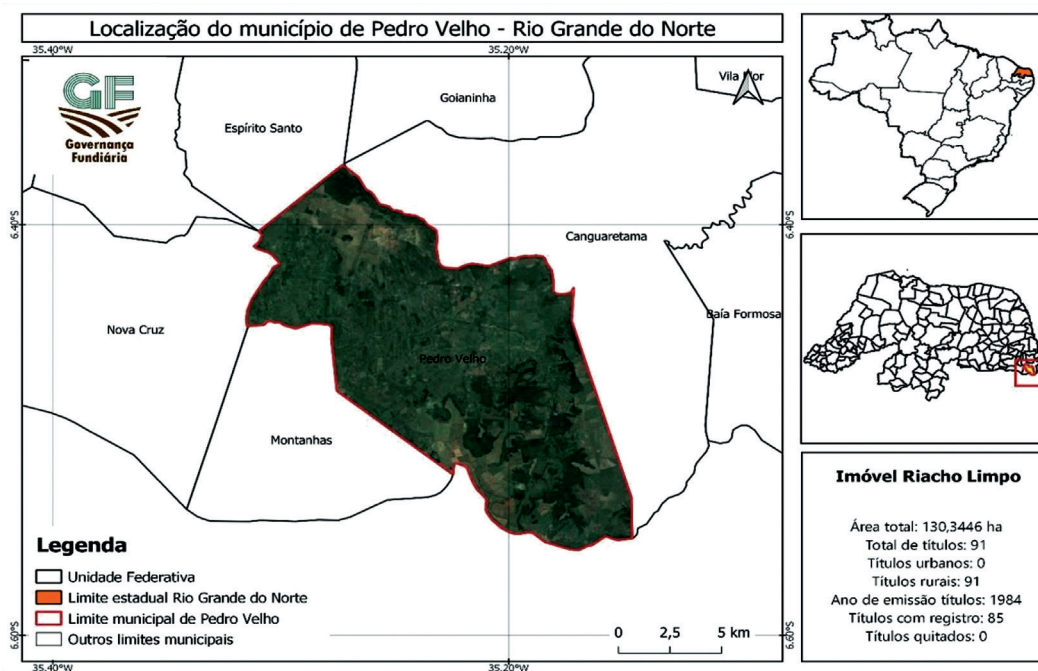 Localização do município de Pedro Velho - Rio Grande do Norte
35.40°W
35.20°W
GF
Governança
Fundiária
Vila Flor
Goianinha
Espírito Santo
6.40°S
6.40°S
Canguaretama
Nova Cruz
Baía Formosa
Pedro Velho
Montanhas
Legenda
Unidade Federativa
Limite estadual Rio Grande do Norte
Limite municipal de Pedro Velho
Outros limites municipais
0 2,5 5 km
6.60°S
6.60°S
35.40°W
35.20°W
Imóvel Riacho Limpo
Área total: 130,3446 ha
Total de títulos: 91
Títulos urbanos: 0
Títulos rurais: 91
Ano de emissão títulos: 1984
Títulos com registro: 85
Títulos quitados: 0